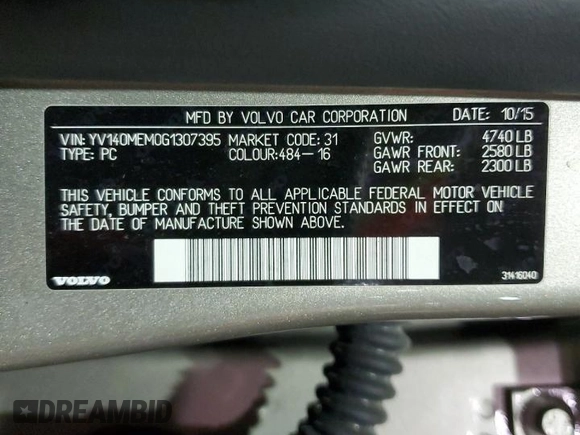 MFD BY VOLVO CAR CORPORATION DATE: 10/15
VIN: YV140MEM0G1307395 MARKET CODE: 31 GVWR: 4740 LB
TYPE: PC COLOUR:484-16 GAWR FRONT: 2580 LB
GAWR REAR: 2300 LB
THIS VEHICLE CONFORMS TO ALL APPLICABLE FEDERAL MOTOR VEHICLE
SAFETY, BUMPER AND THEFT PREVENTION STANDARDS IN EFFECT ON
THE DATE OF MANUFACTURE SHOWN ABOVE.
VOLVO
31416040
DREAMBID